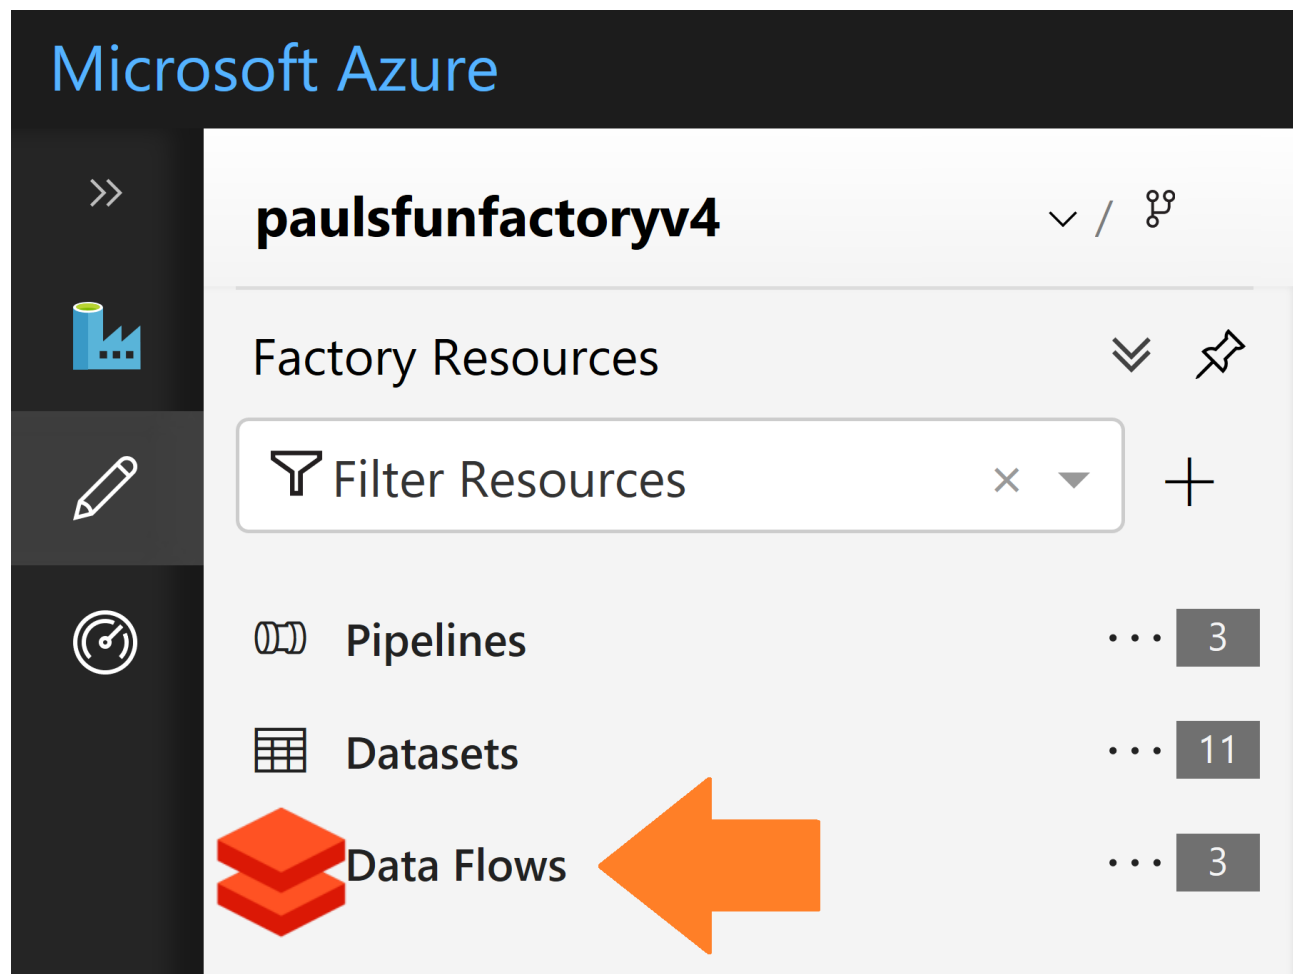 Microsoft Azure
paulsfunfactoryv4 /
Factory Resources
Filter Resources
Pipelines ... 3
Datasets ... 11
Data Flows ... 3